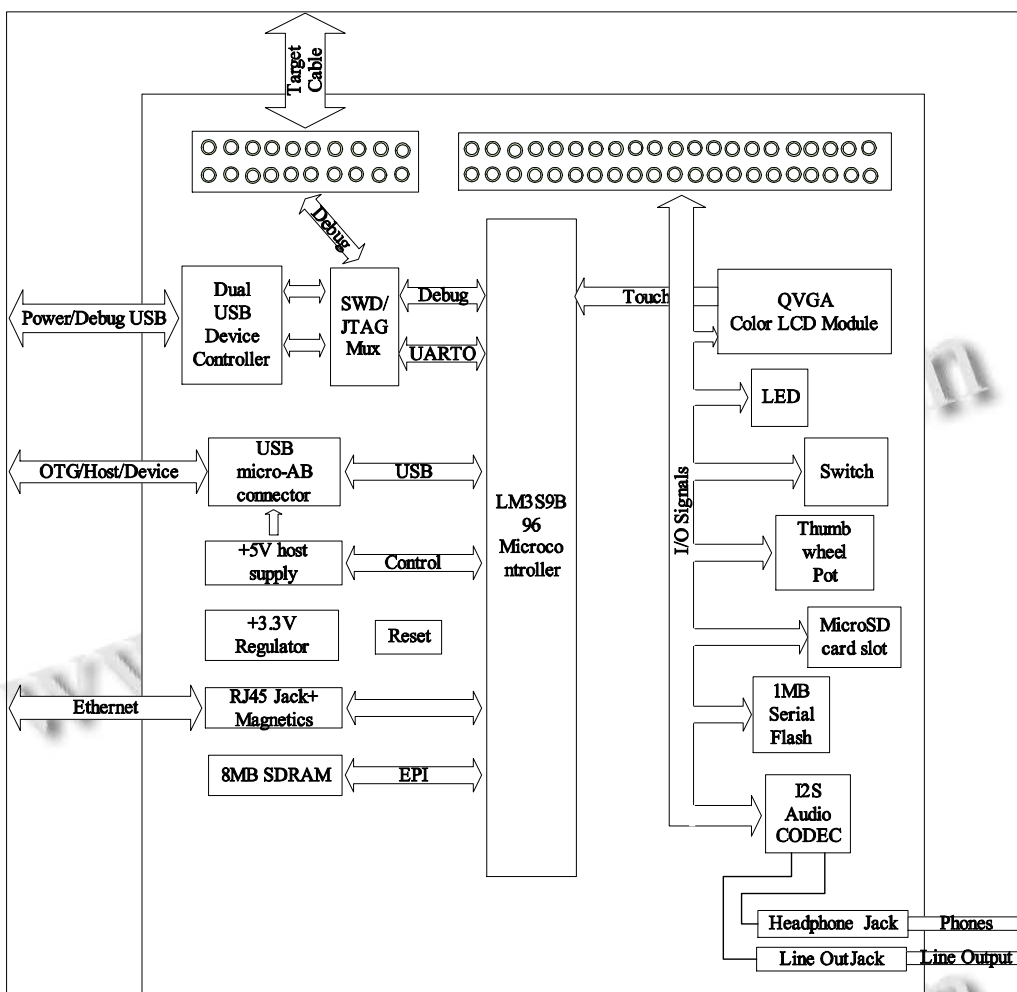 Target
Cable
Debug
Power/Debug USB
Dual
USB
Device
Controller
SWD/
JTAG
Mux
Debug
UARTO
Touch
QVGA
Color LCD Module
LED
OTG/Host/Device
USB
micro-AB
connector
USB
LM3S9B
96
Microco
ntroller
I/O Signals
Switch
+5V host
supply
Control
Thumb
wheel
Pot
+3.3V
Regulator
Reset
MicroSD
card slot
Ethernet
RJ45 Jack+
Magnetics
1MB
Serial
Flash
8MB SDRAM
EPI
I2S
Audio
CODEC
Headphone Jack
Phones
Line OutJack
Line Output